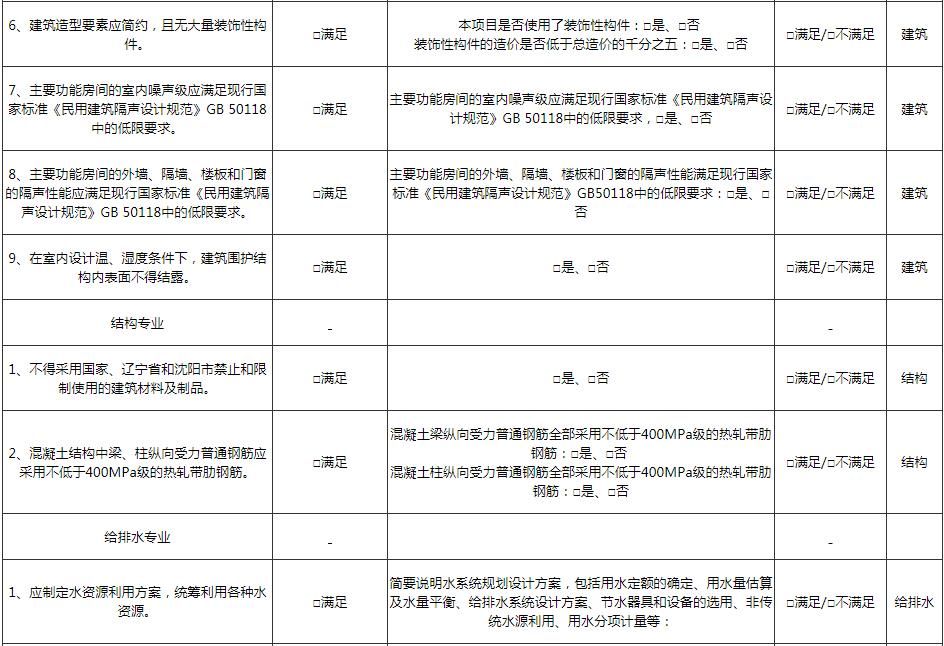 6、建筑造型要素应简约，且无大量装饰性构
件。
□满足
本项目是否使用了装饰性构件：□是、□否
装饰性构件的造价是否低于总造价的千分之五：□是、□否
□满足/□不满足
建筑
7、主要功能房间的室内噪声级应满足现行国
家标准《民用建筑隔声设计规范》GB 50118
中的低限要求。
□满足
主要功能房间的室内噪声级应满足现行国家标准《民用建筑隔声设
计规范》GB 50118中的低限要求，□是、□否
□满足/□不满足
建筑
8、主要功能房间的外墙、隔墙、楼板和门窗
的隔声性能应满足现行国家标准《民用建筑隔
声设计规范》GB 50118中的低限要求。
□满足
主要功能房间的外墙、隔墙、楼板和门窗的隔声性能满足现行国家
标准《民用建筑隔声设计规范》GB50118中的低限要求：□是、□
否
□满足/□不满足
建筑
9、在室内设计温、湿度条件下，建筑围护结
构内表面不得结露。
□满足
□是、□否
□满足/□不满足
建筑
结构专业
-
-
1、不得采用国家、辽宁省和沈阳市禁止和限
制使用的建筑材料及制品。
□满足
□是、□否
□满足/□不满足
结构
2、混凝土结构中梁、柱纵向受力普通钢筋应
采用不低于400MPa级的热轧带肋钢筋。
□满足
混凝土梁纵向受力普通钢筋全部采用不低于400MPa级的热轧带肋
钢筋：□是、□否
混凝土柱纵向受力普通钢筋全部采用不低于400MPa级的热轧带肋
钢筋：□是、□否
□满足/□不满足
结构
给排水专业
-
-
1、应制定水资源利用方案，统筹利用各种水
资源。
□满足
简要说明水系统规划设计方案，包括用水定额的确定、用水量估算
及水量平衡、给排水系统设计方案、节水器具和设备的选用、非传
统水源利用、用水分项计量等：
□满足/□不满足
给排水